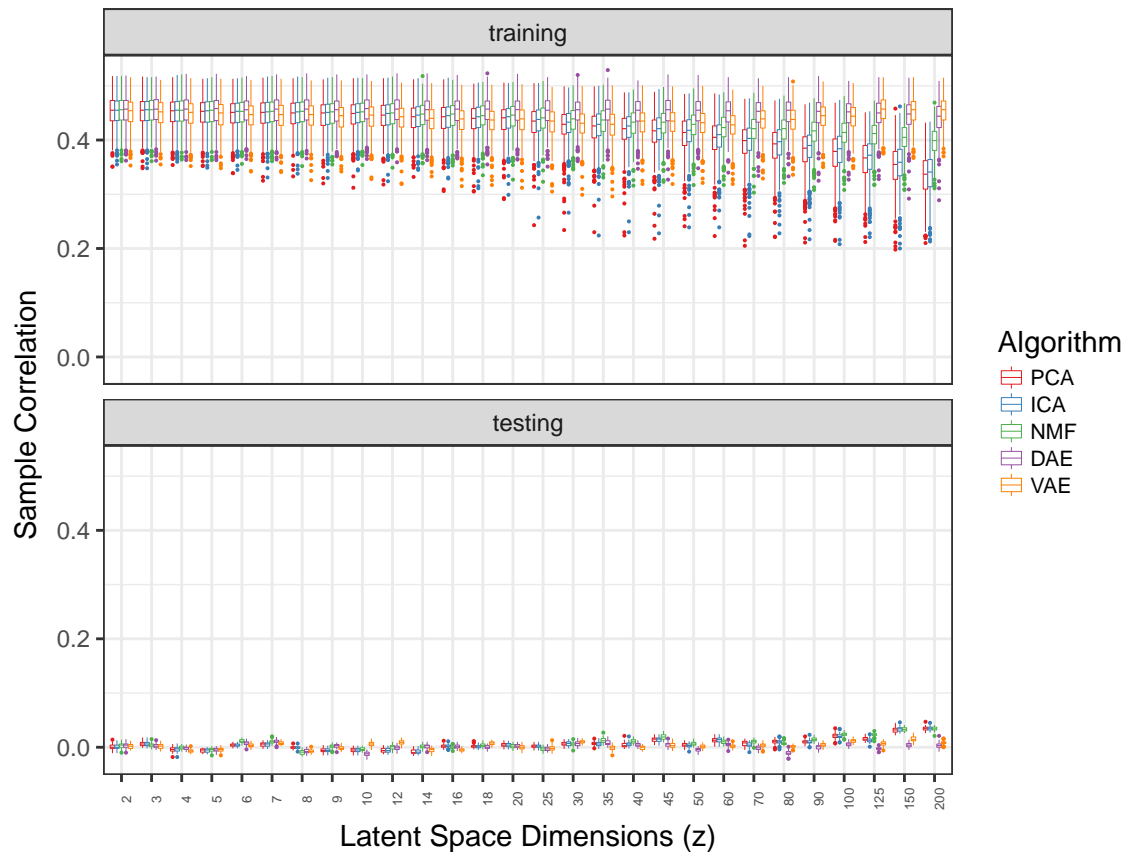 training
0.4
0.2
0.0
Sample Correlation
testing
0.4
0.2
0.0
2 3 4 5 6 7 8 9 10 12 14 16 18 20 25 30 35 40 45 50 60 70 80 90 100 125 150 200
Latent Space Dimensions (z)
Algorithm
PCA
ICA
NMF
DAE
VAE